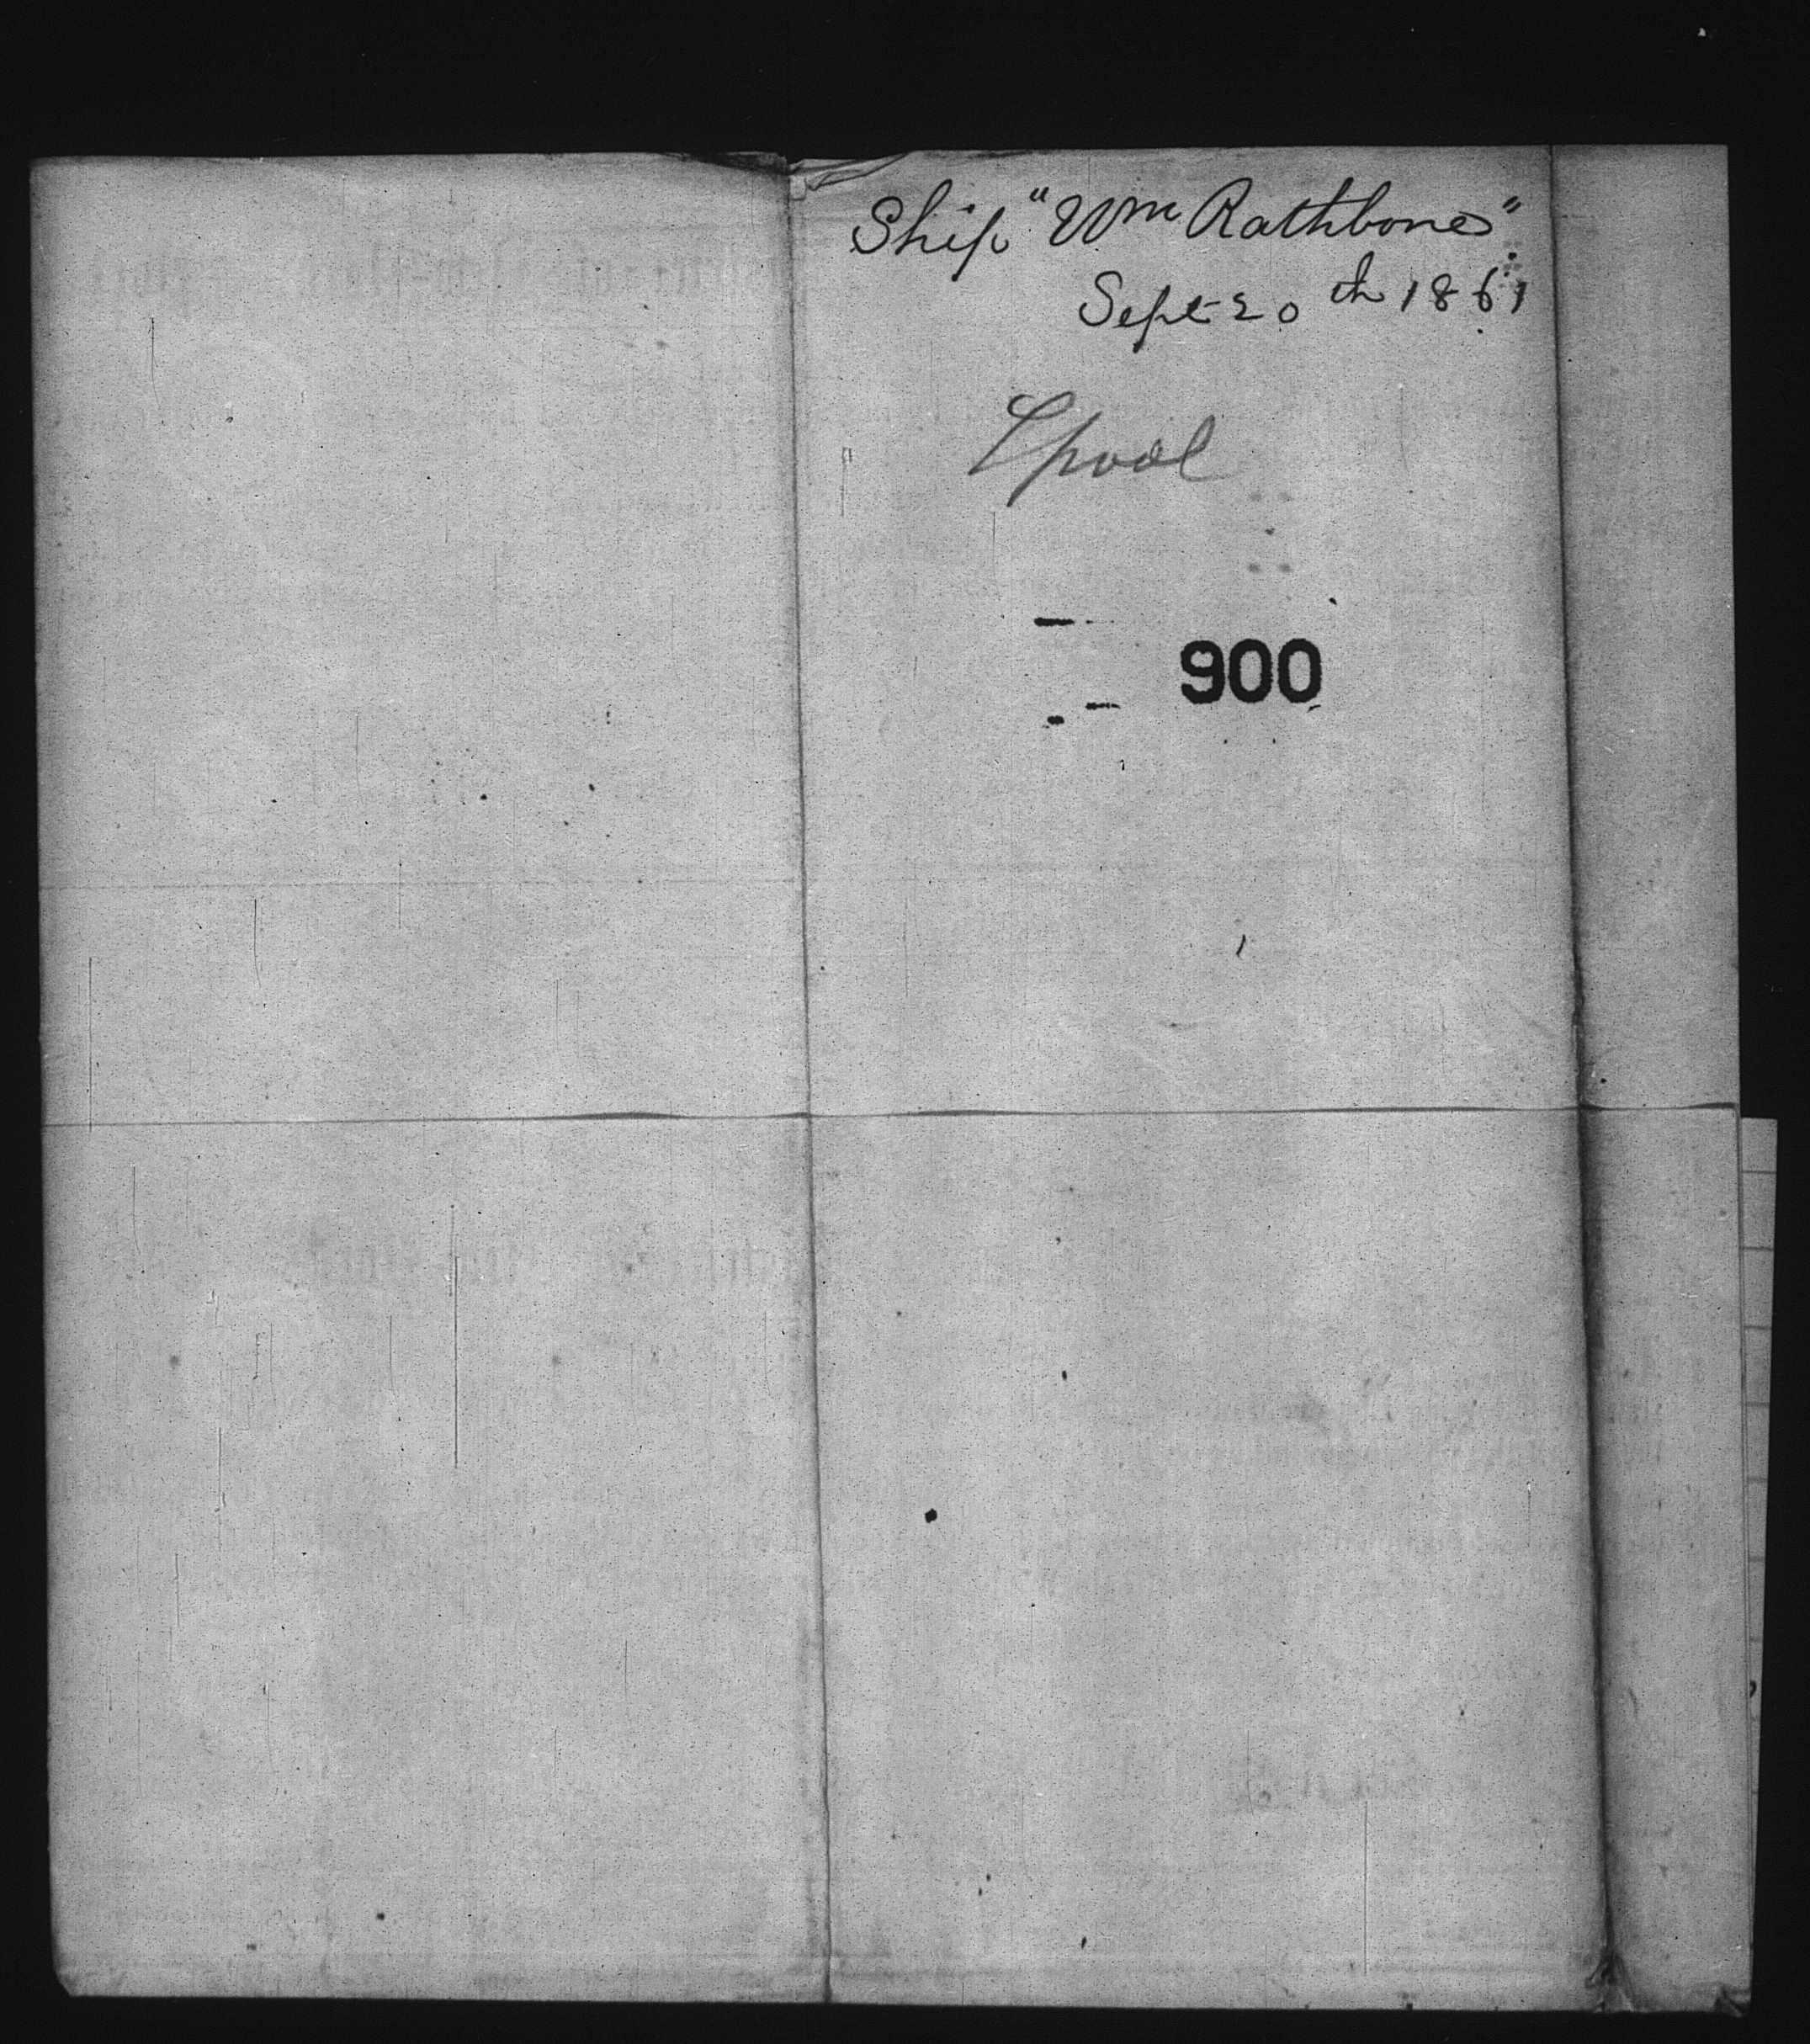 Ship "Wm Rathbone"
Sept 20th 1861
Lpool
900